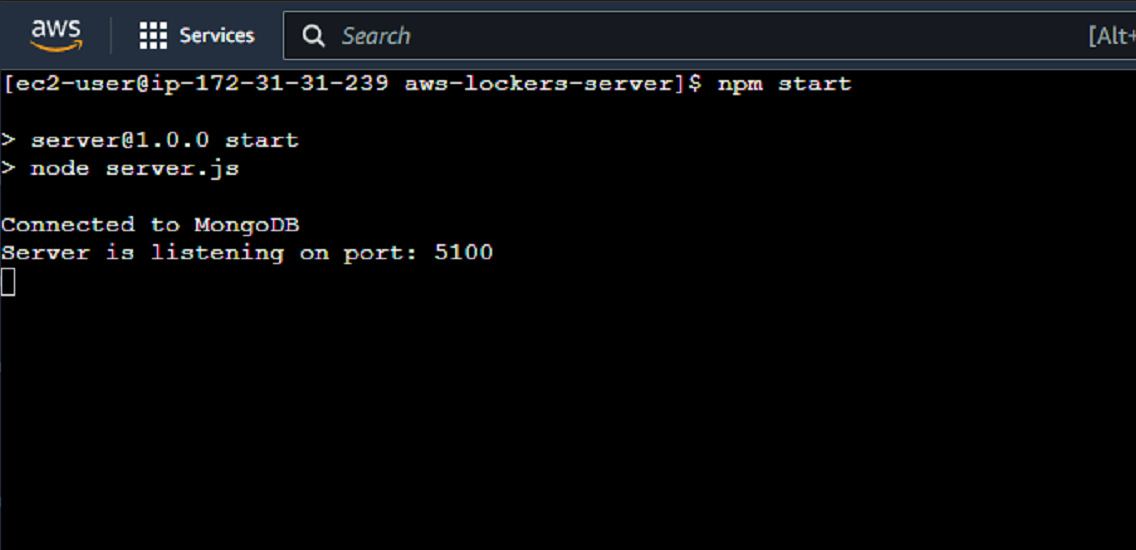 aws
Services
Search
[Alt+
[ec2-user@ip-172-31-31-239 aws-lockers-server]$ npm start
> server@1.0.0 start
> node server.js
Connected to MongoDB
Server is listening on port: 5100